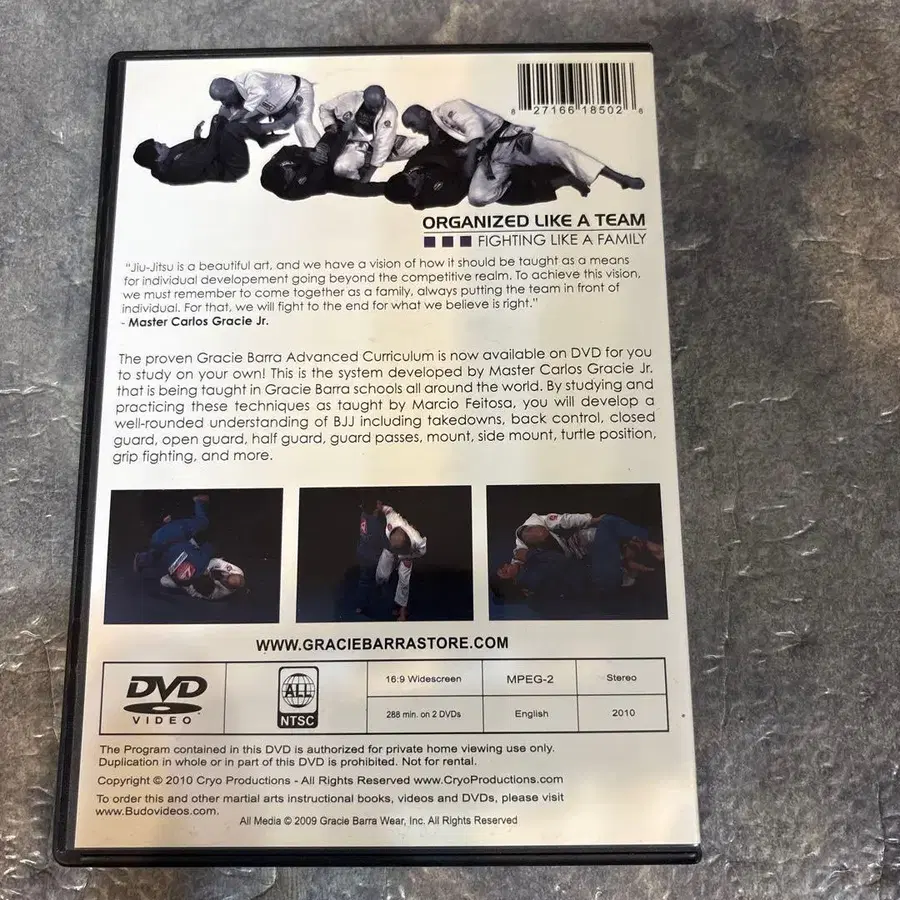 8 27166 18502 8
ORGANIZED LIKE A TEAM
FIGHTING LIKE A FAMILY
"Jiu-Jitsu is a beautiful art, and we have a vision of how it should be taught as a means
for individual developement going beyond the competitive realm. To achieve this vision,
we must remember to come together as a family, always putting the team in front of
individual. For that, we will fight to the end for what we believe is right."
- Master Carlos Gracie Jr.
The proven Gracie Barra Advanced Curriculum is now available on DVD for you
to study on your own! This is the system developed by Master Carlos Gracie Jr.
that is being taught in Gracie Barra schools all around the world. By studying and
practicing these techniques as taught by Marcio Feitosa, you will develop a
well-rounded understanding of BJJ including takedowns, back control, closed
guard, open guard, half guard, guard passes, mount, side mount, turtle position,
grip fighting, and more.
WWW.GRACIEBARRASTORE.COM
DVD
VIDEO
ALL
NTSC
16:9 Widescreen
MPEG-2
Stereo
288 min. on 2 DVDs
English
2010
The Program contained in this DVD is authorized for private home viewing use only.
Duplication in whole or in part of this DVD is prohibited. Not for rental.
Copyright © 2010 Cryo Productions - All Rights Reserved www.CryoProductions.com
To order this and other martial arts instructional books, videos and DVDs, please visit
www.Budovideos.com.
All Media © 2009 Gracie Barra Wear, Inc. All Rights Reserved